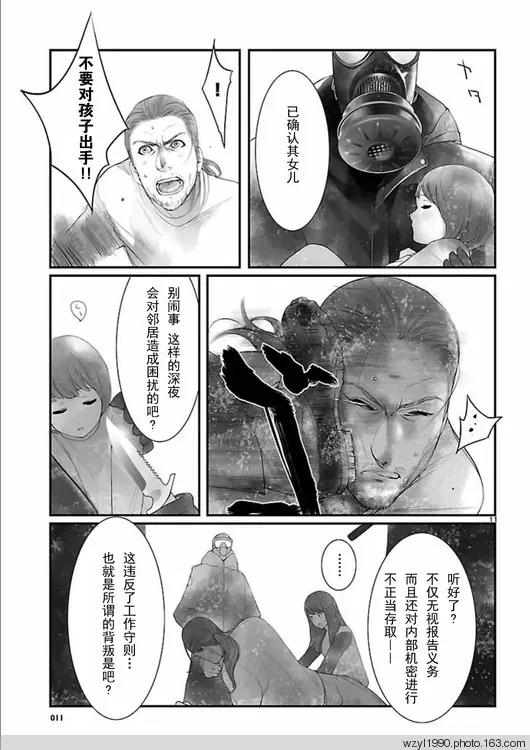 已确认其女儿
！
不要对孩子出手!!
别闹事 这样的深夜
会对邻居造成困扰的吧？
听好了？
不仅无视报告义务
而且还对内部机密进行
不正当存取——
……
这违反了工作守则…
也就是所谓的背叛是吧？
11
011
wzyl1990.photo.163.com